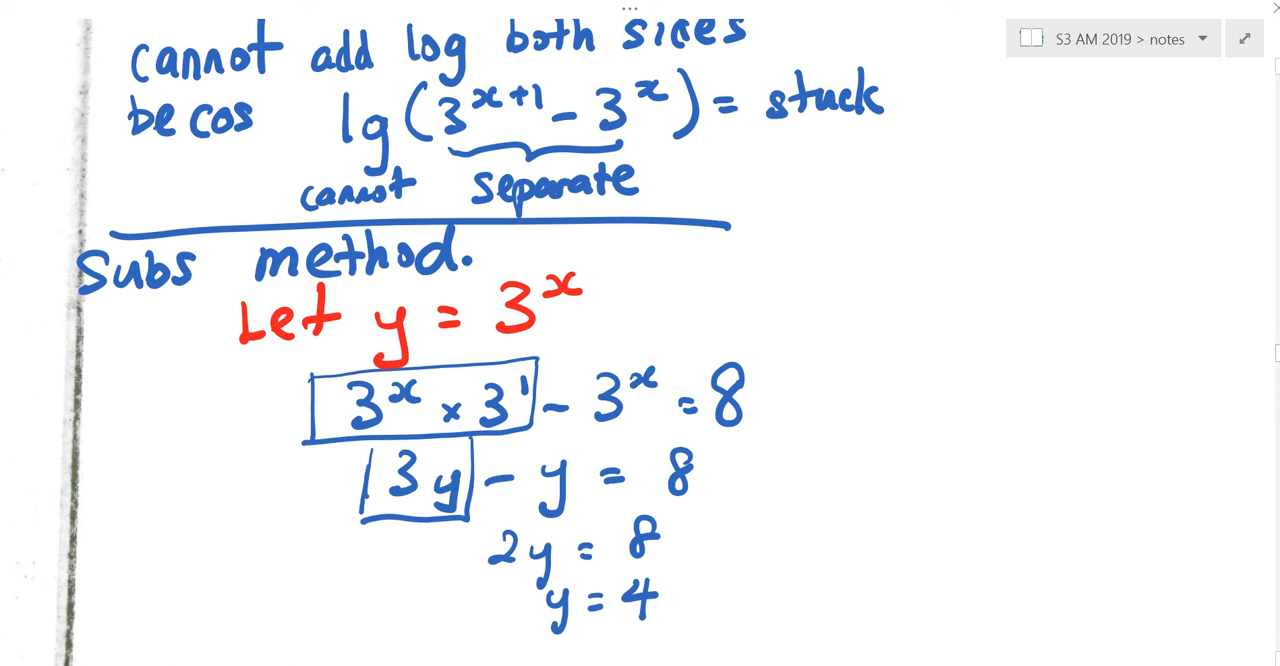 S3 AM 2019 > notes
cannot add log both sides
be cos lg (3^(x+1) - 3^x) = stuck
cannot separate
Subs method.
Let y = 3^x
3^x × 3^1 - 3^x = 8
3y - y = 8
2y = 8
y = 4